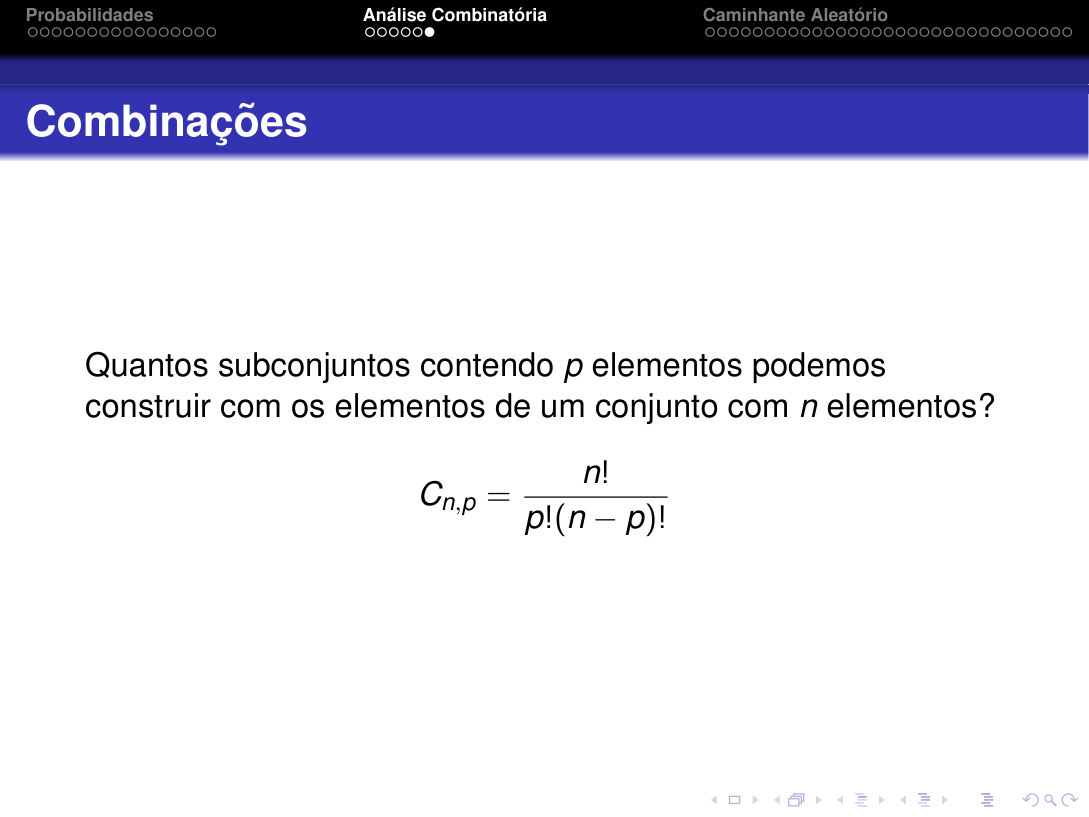 Probabilidades
Análise Combinatória
Caminhante Aleatório
Combinações
Quantos subconjuntos contendo p elementos podemos
construir com os elementos de um conjunto com n elementos?
C_{n,p} = \frac{n!}{p!(n − p)!}